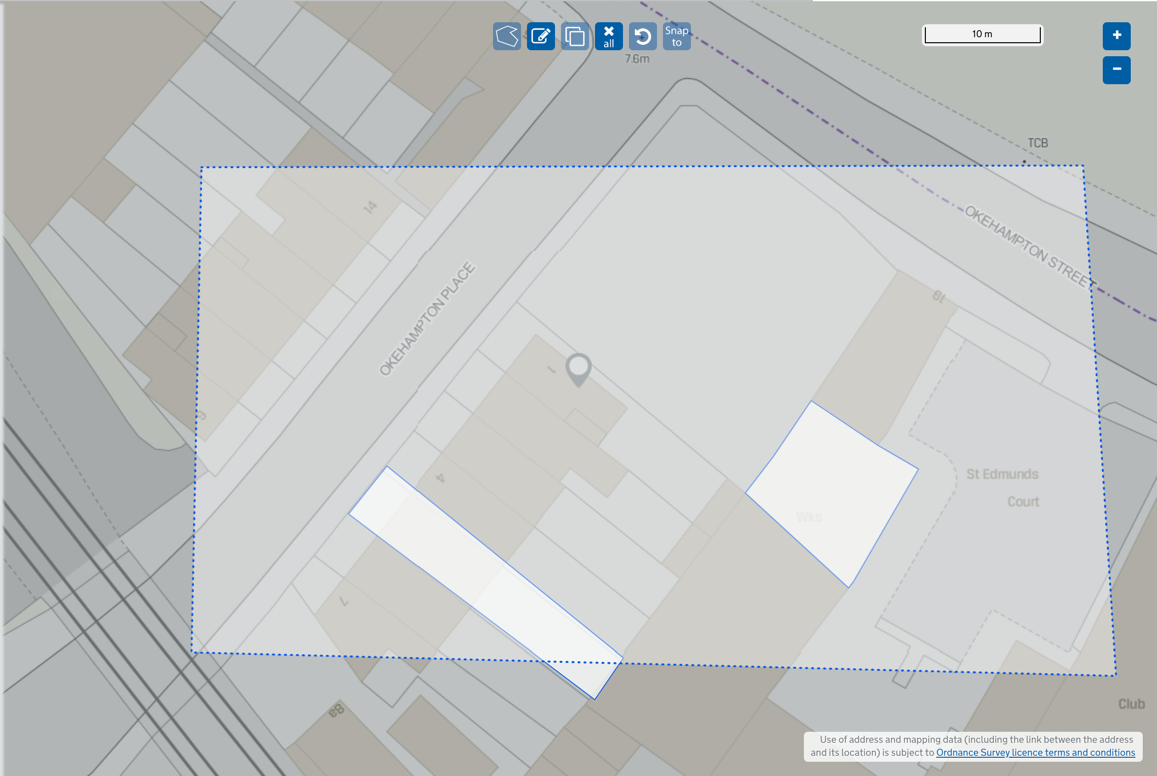 all
Snap
to
10 m
+
−
7.6m
TCB
OKEHAMPTON STREET
14
OKEHAMPTON PLACE
19
1
4
St Edmunds
Court
Wks
7
Club
Use of address and mapping data (including the link between the address
and its location) is subject to Ordnance Survey licence terms and conditions